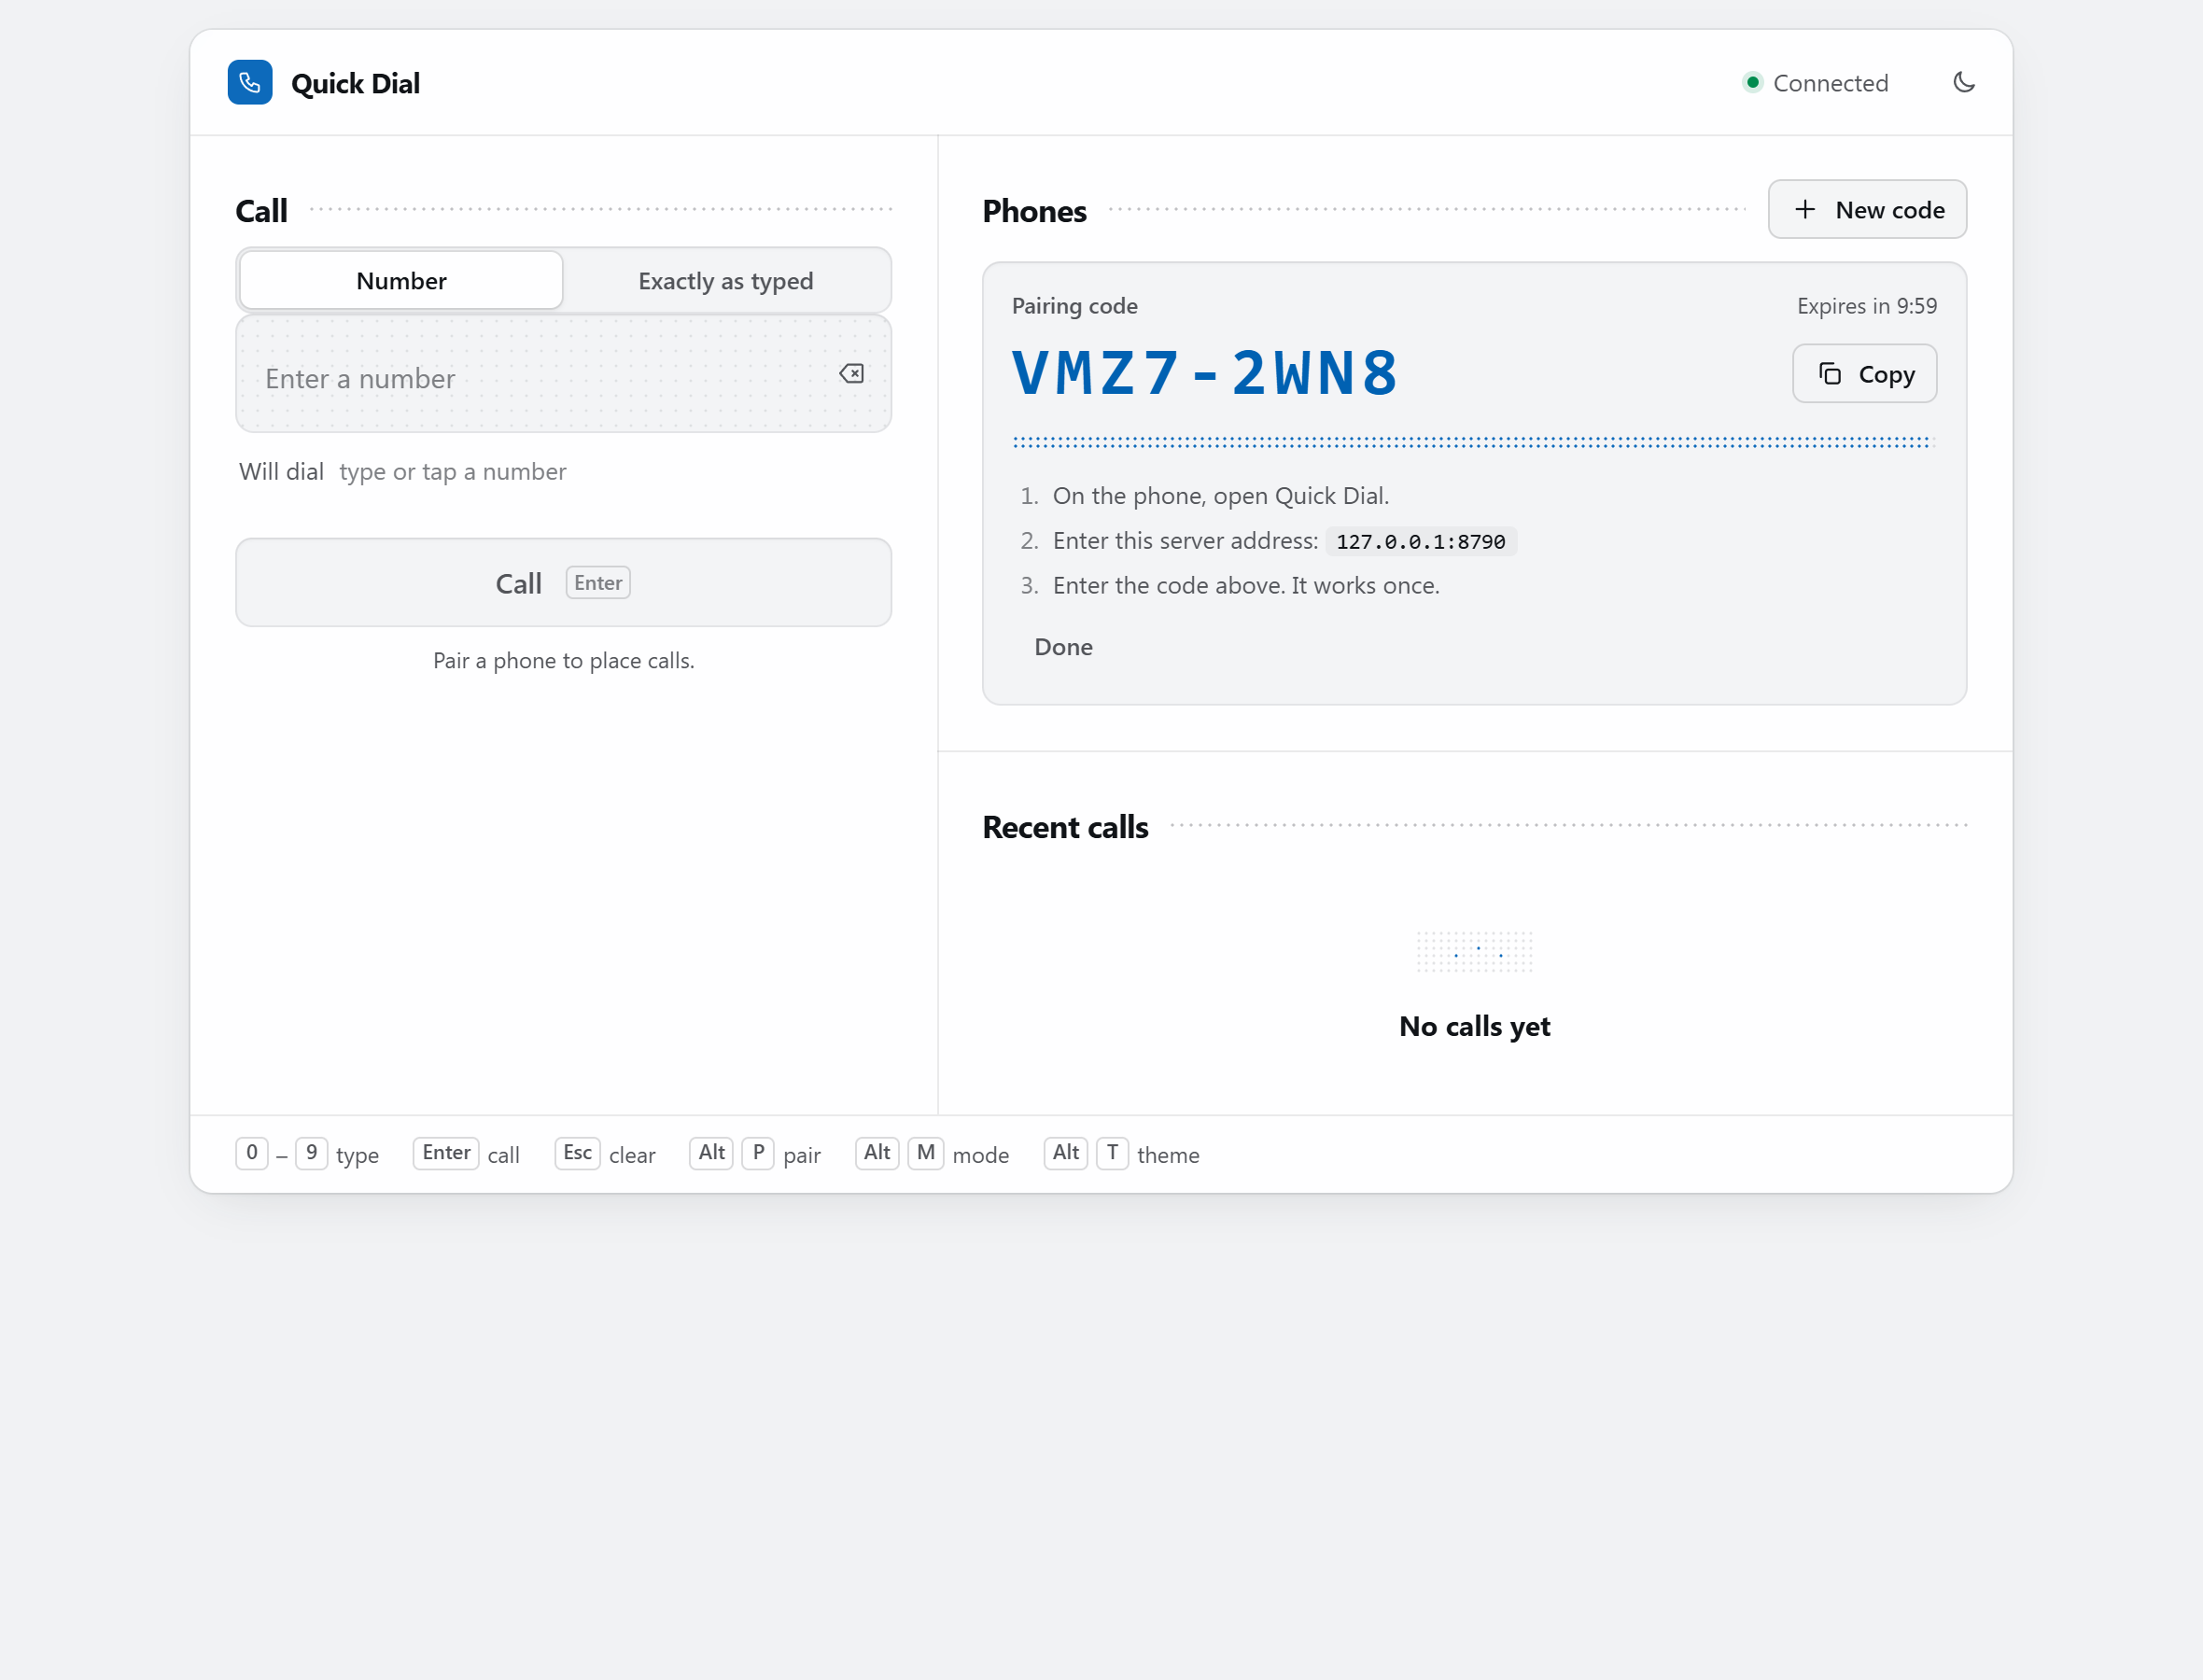 Quick Dial
Connected
Call
Number
Exactly as typed
Enter a number
Will dial type or tap a number
Call Enter
Pair a phone to place calls.
Phones
New code
Pairing code
Expires in 9:59
VMZ7-2WN8
Copy
1. On the phone, open Quick Dial.
2. Enter this server address: 127.0.0.1:8790
3. Enter the code above. It works once.
Done
Recent calls
No calls yet
0 – 9 type Enter call Esc clear Alt P pair Alt M mode Alt T theme